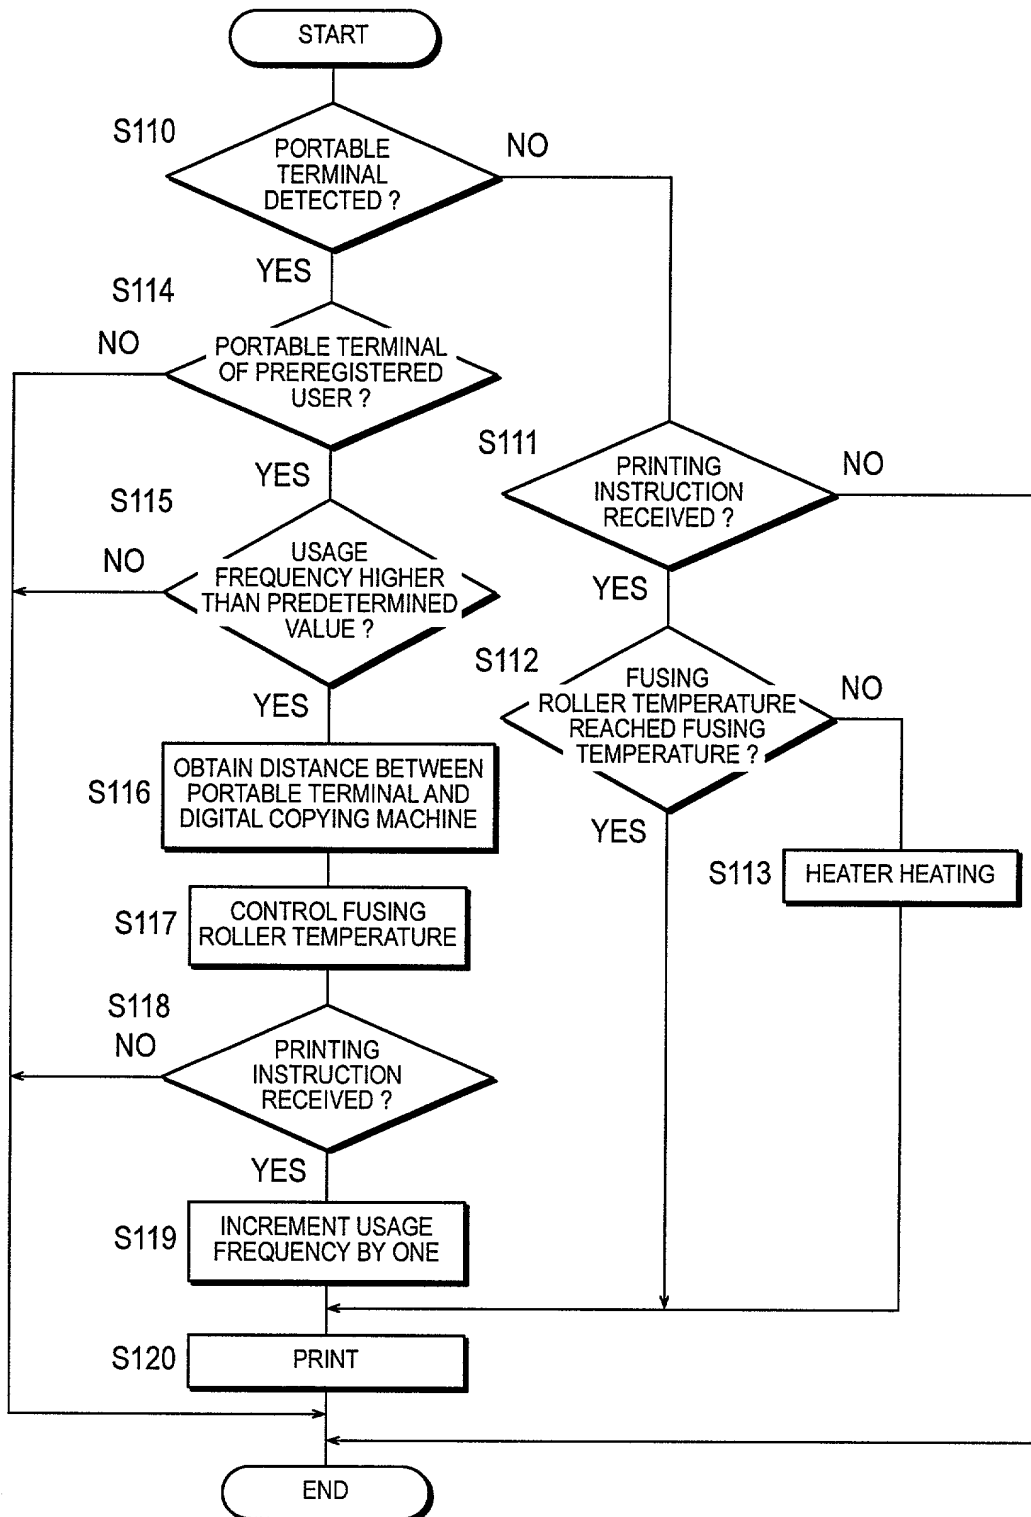 START
S110
PORTABLE
TERMINAL
DETECTED ?
NO
YES
S114
NO
PORTABLE TERMINAL
OF PREREGISTERED
USER ?
YES
S111
PRINTING
INSTRUCTION
RECEIVED ?
NO
YES
S115
NO
USAGE
FREQUENCY HIGHER
THAN PREDETERMINED
VALUE ?
YES
S112
FUSING
ROLLER TEMPERATURE
REACHED FUSING
TEMPERATURE ?
NO
YES
S116
OBTAIN DISTANCE BETWEEN
PORTABLE TERMINAL AND
DIGITAL COPYING MACHINE
S113
HEATER HEATING
S117
CONTROL FUSING
ROLLER TEMPERATURE
S118
NO
PRINTING
INSTRUCTION
RECEIVED ?
YES
S119
INCREMENT USAGE
FREQUENCY BY ONE
S120
PRINT
END